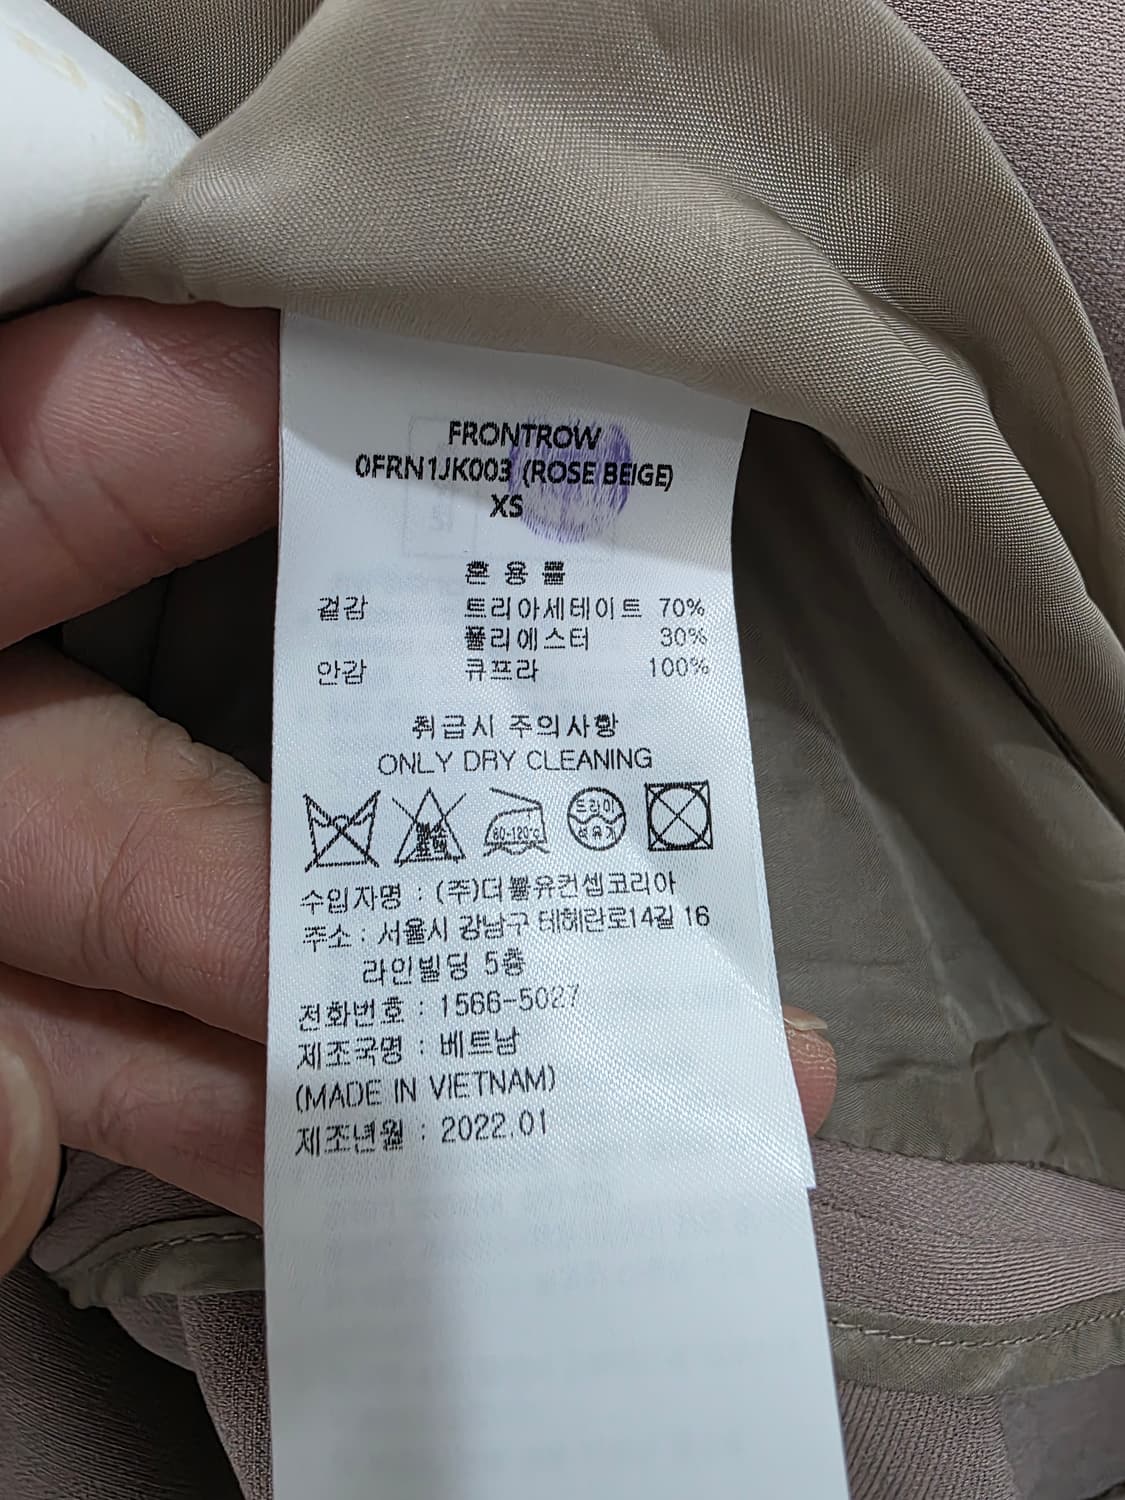 FRONTROW
0FRN1JK003 (ROSE BEIGE)
XS
혼 용 률
겉감 트리아세테이트 70%
폴리에스터 30%
안감 큐프라 100%
취급시 주의사항
ONLY DRY CLEANING
80-120℃
드라이
석유계
수입자명 : (주)더블유컨셉코리아
주소 : 서울시 강남구 테헤란로14길 16
라인빌딩 5층
전화번호 : 1566-5027
제조국명 : 베트남
(MADE IN VIETNAM)
제조년월 : 2022.01